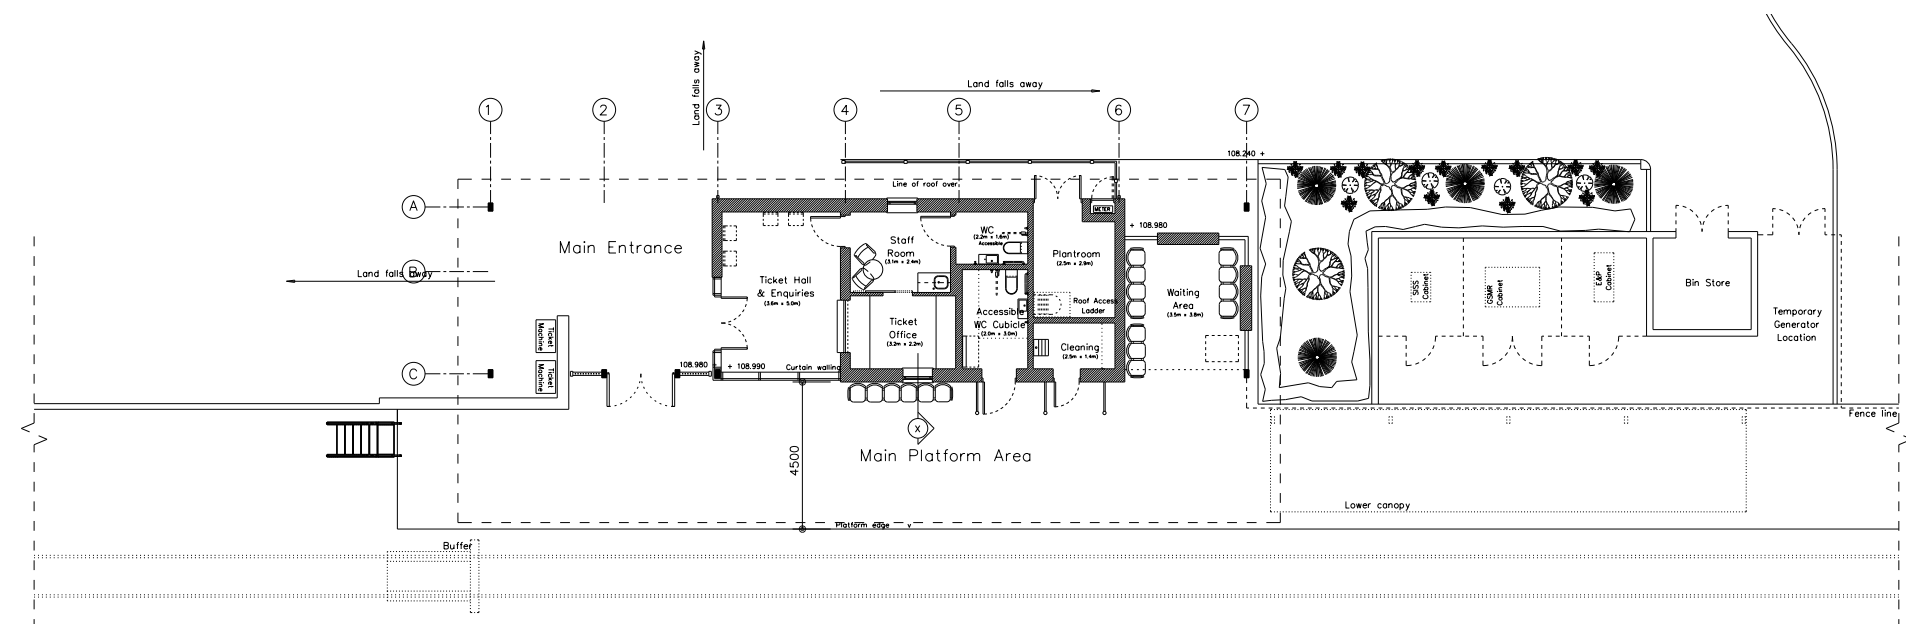 Land falls away
Land falls away
1
2
3
4
5
6
7
108.240 +
Line of roof over
A
METER
+ 108.980
Main Entrance
Staff
Room
(3.1m x 2.4m)
WC
(2.2m x 1.6m)
Accessible
Plantroom
(2.5m x 2.9m)
B
Land falls away
Ticket Hall
& Enquiries
(3.6m x 5.0m)
Waiting
Area
(3.5m x 3.8m)
Roof Access
Ladder
SISS
Cabinet
GSMR
Cabinet
E&P
Cabinet
Bin Store
Temporary
Generator
Location
Ticket
Office
(3.2m x 2.2m)
Accessible
WC Cubicle
(2.0m x 3.0m)
Cleaning
(2.5m x 1.4m)
Ticket
Machine
Ticket
Machine
C
108.980
+ 108.990
Curtain walling
Fence line
x
Main Platform Area
4500
Lower canopy
Platform edge v
Buffer